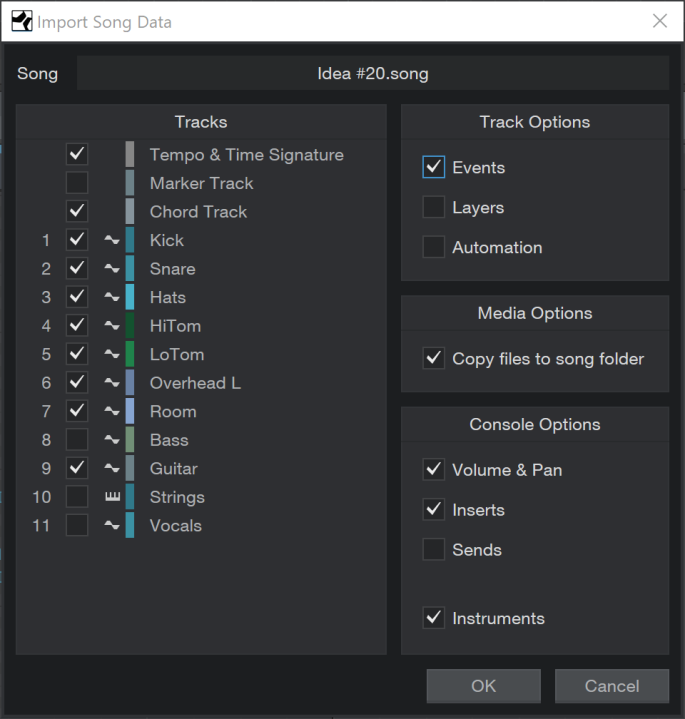 Import Song Data
Song Idea #20.song
Tracks
Tempo & Time Signature
Marker Track
Chord Track
1 Kick
2 Snare
3 Hats
4 HiTom
5 LoTom
6 Overhead L
7 Room
8 Bass
9 Guitar
10 Strings
11 Vocals
Track Options
Events
Layers
Automation
Media Options
Copy files to song folder
Console Options
Volume & Pan
Inserts
Sends
Instruments
OK Cancel